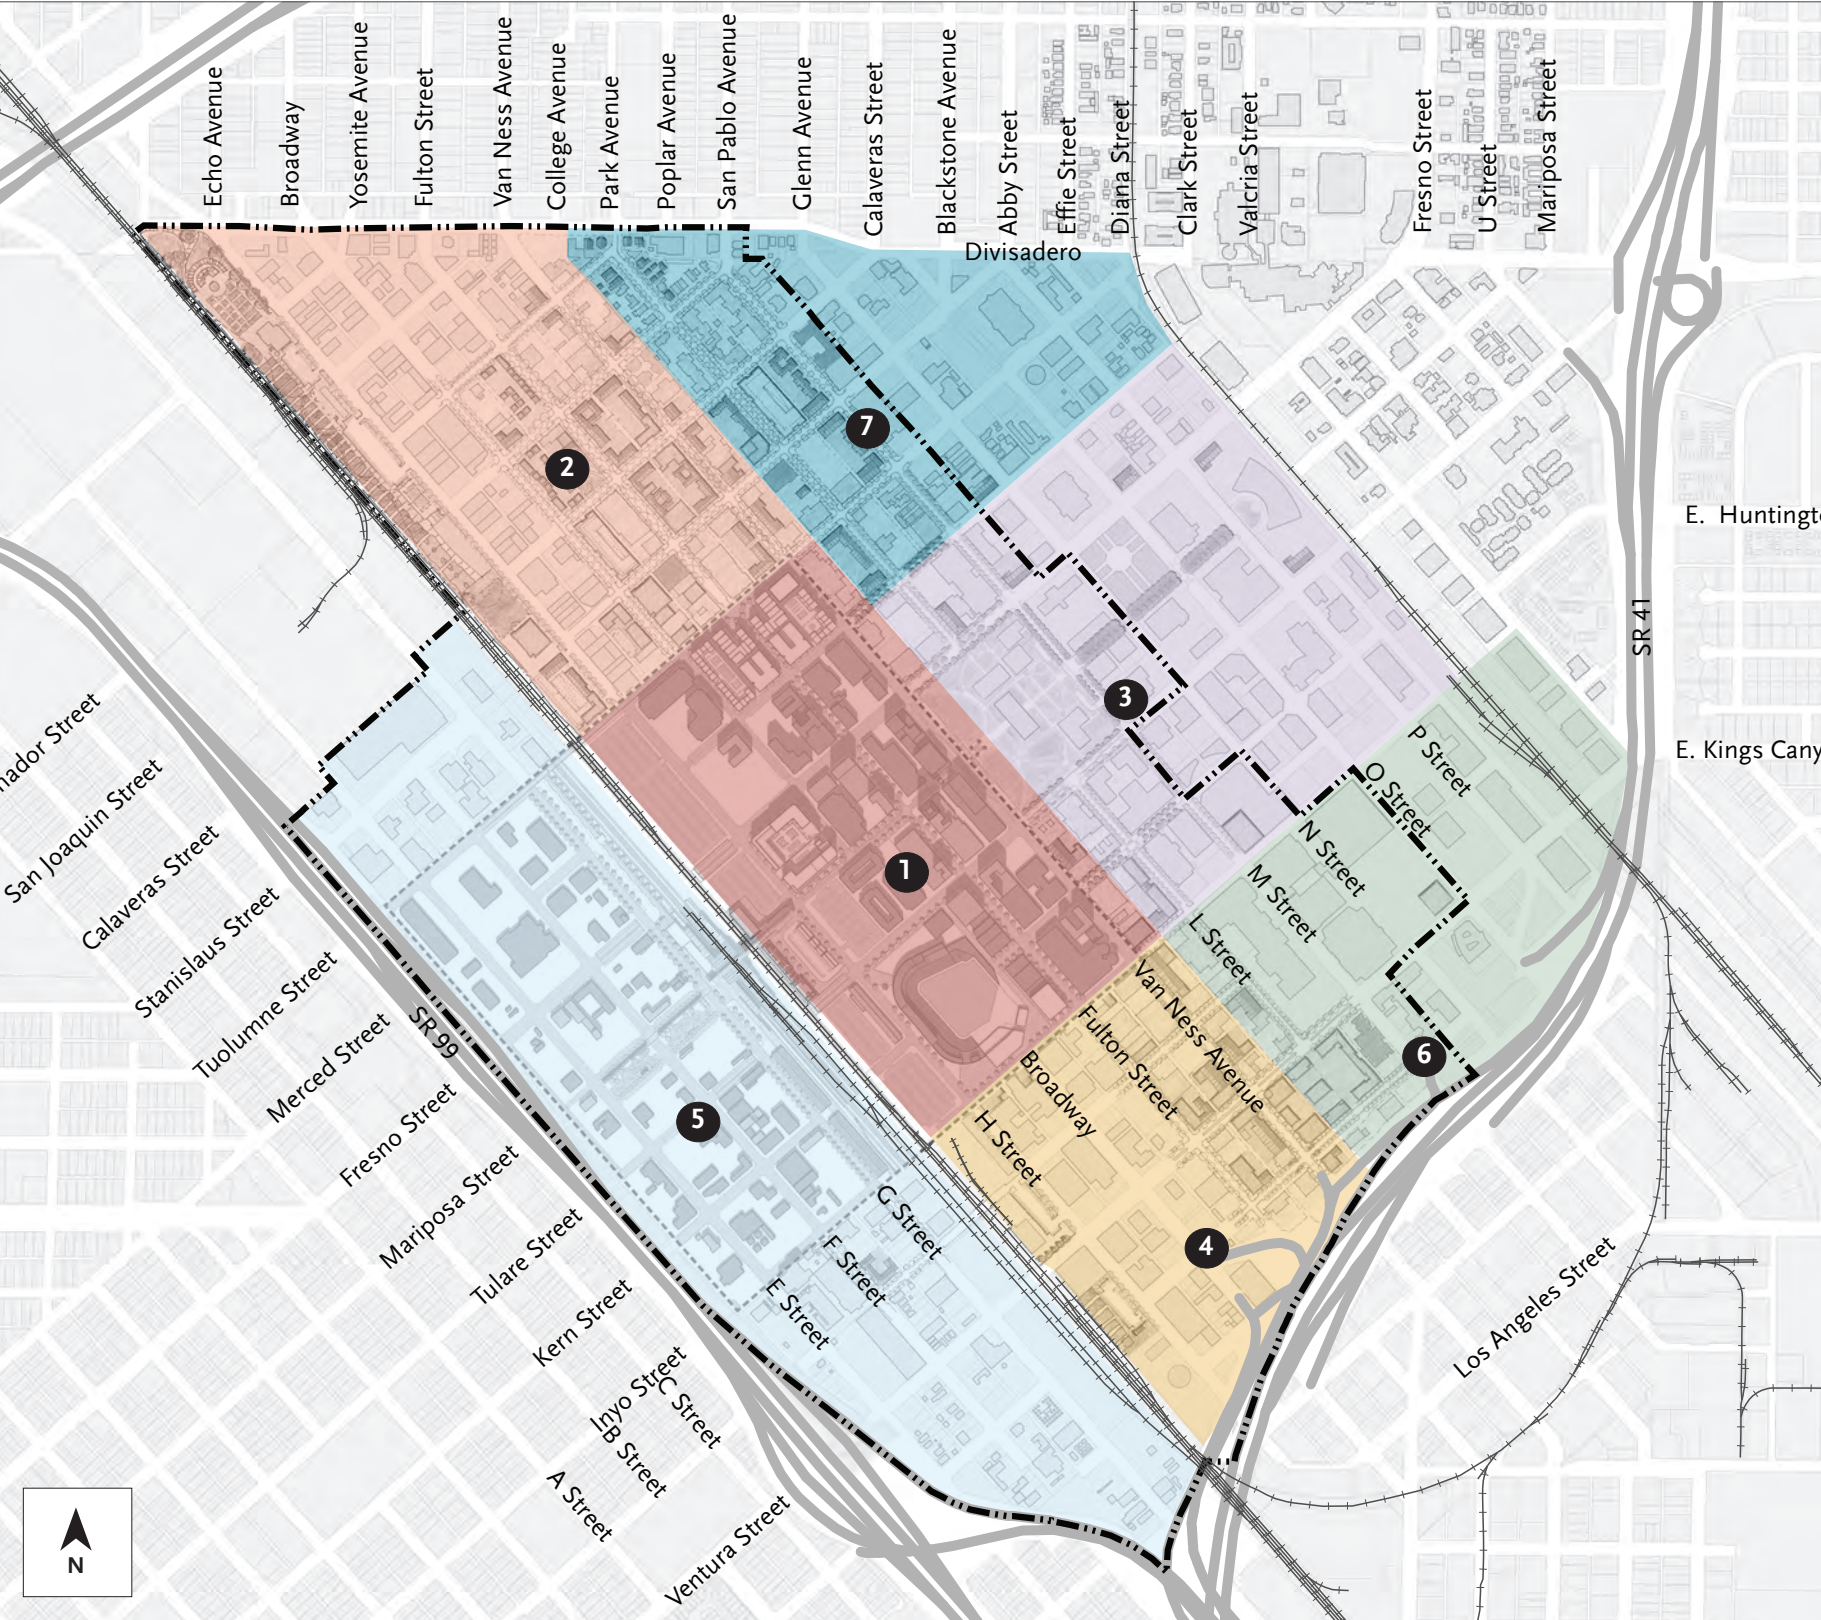 Echo Avenue
Broadway
Yosemite Avenue
Fulton Street
Van Ness Avenue
College Avenue
Park Avenue
Poplar Avenue
San Pablo Avenue
Glenn Avenue
Calaveras Street
Blackstone Avenue
Abby Street
Effie Street
Diana Street
Clark Street
Valcria Street
Fresno Street
U Street
Mariposa Street
Divisadero
7
2
E. Huntingt
SR 41
3
nador Street
San Joaquin Street
Calaveras Street
Stanislaus Street
Tuolumne Street
Merced Street
Fresno Street
Mariposa Street
Tulare Street
Kern Street
Inyo Street
Ventura Street
E. Kings Cany
P Street
O Street
N Street
M Street
L Street
Van Ness Avenue
Fulton Street
Broadway
H Street
G Street
F Street
E Street
C Street
B Street
A Street
1
SR 99
6
5
4
Los Angeles Street
N